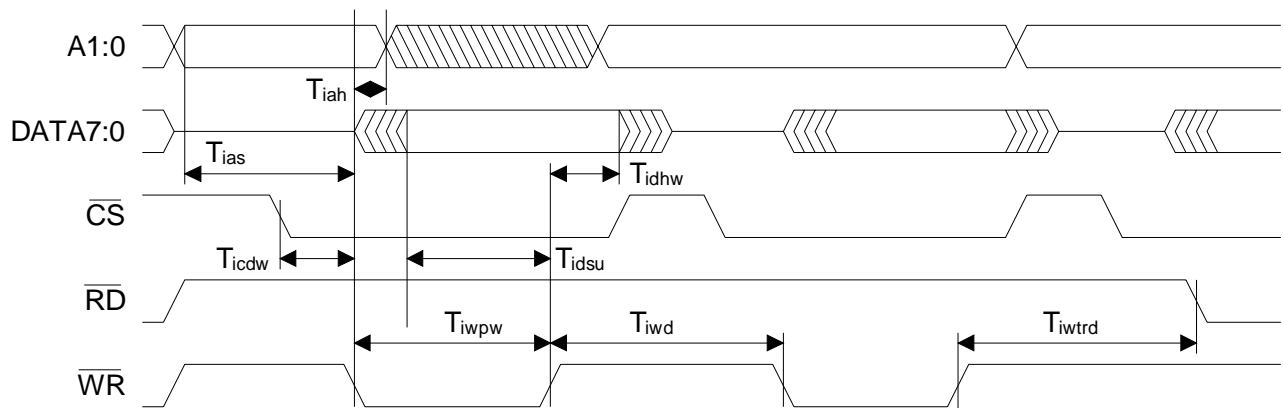 A1:0
Tiah
DATA7:0
Tias
Tidhw
CS
Ticdw
Tidsu
RD
Tiwpw
Tiwd
Tiwtrd
WR